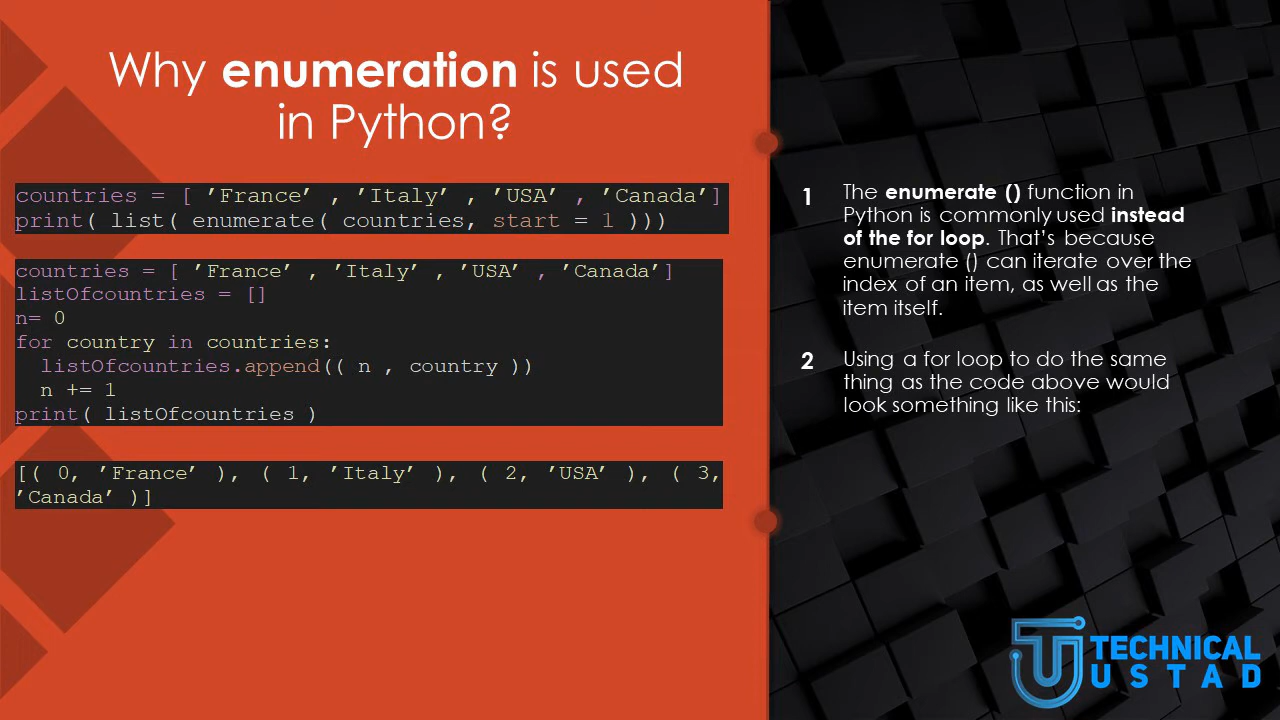 Why enumeration is used
in Python?
countries = [ ’France’ , ’Italy’ , ’USA’ , ’Canada’]
print( list( enumerate( countries, start = 1 )))
countries = [ ’France’ , ’Italy’ , ’USA’ , ’Canada’]
listOfcountries = []
n= 0
for country in countries:
  listOfcountries.append(( n , country ))
  n += 1
print( listOfcountries )
[( 0, ’France’ ), ( 1, ’Italy’ ), ( 2, ’USA’ ), ( 3,
’Canada’ )]
1 The enumerate () function in
Python is commonly used instead
of the for loop. That’s because
enumerate () can iterate over the
index of an item, as well as the
item itself.
2 Using a for loop to do the same
thing as the code above would
look something like this:
TECHNICAL
USTAD